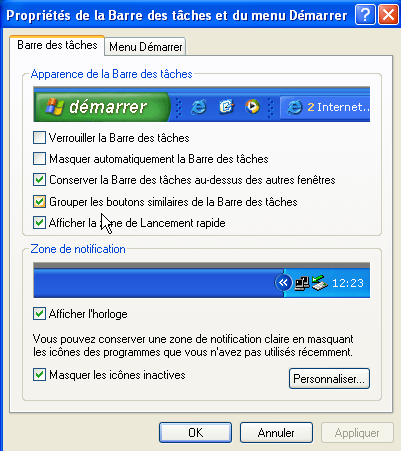 Propriétés de la Barre des tâches et du menu Démarrer
Barre des tâches
Menu Démarrer
Apparence de la Barre des tâches
démarrer
2 Internet...
Verrouiller la Barre des tâches
Masquer automatiquement la Barre des tâches
Conserver la Barre des tâches au-dessus des autres fenêtres
Grouper les boutons similaires de la Barre des tâches
Afficher la zone de Lancement rapide
Zone de notification
12:23
Afficher l'horloge
Vous pouvez conserver une zone de notification claire en masquant
les icônes des programmes que vous n'avez pas utilisés récemment.
Masquer les icônes inactives
Personnaliser...
OK
Annuler
Appliquer